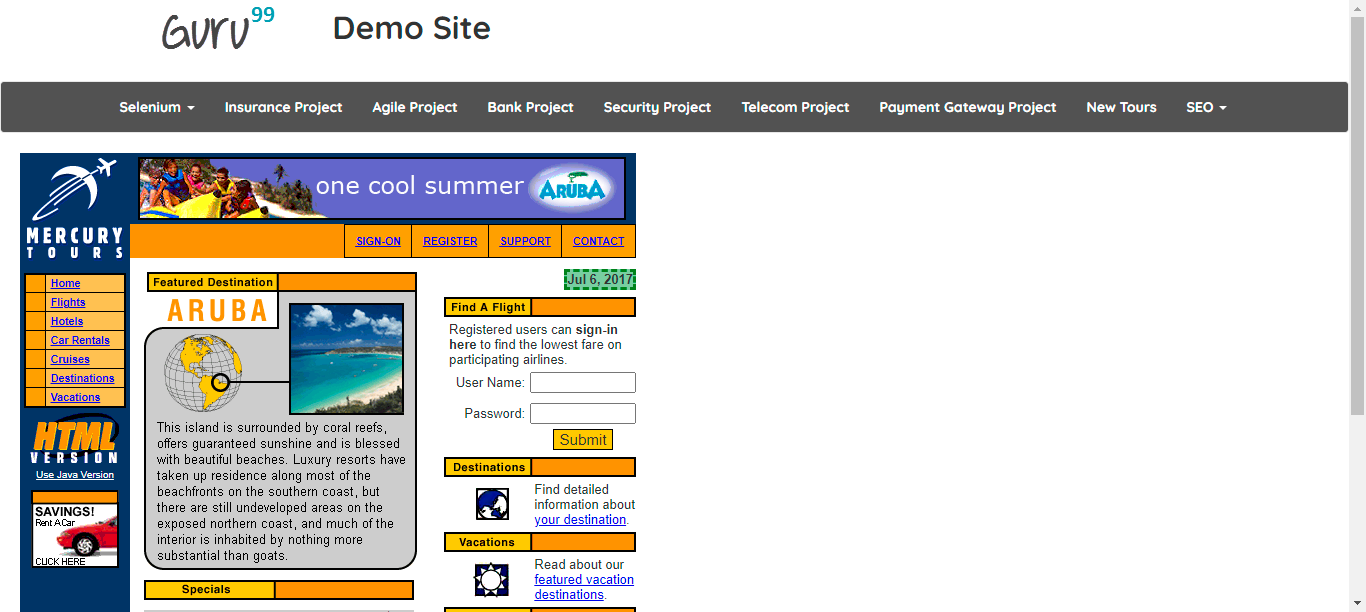 Guru99
Demo Site
Selenium
Insurance Project
Agile Project
Bank Project
Security Project
Telecom Project
Payment Gateway Project
New Tours
SEO
MERCURY
TOURS
one cool summer
ARUBA
SIGN-ON
REGISTER
SUPPORT
CONTACT
Home
Flights
Hotels
Car Rentals
Cruises
Destinations
Vacations
HTML
VERSION
Use Java Version
SAVINGS!
Rent A Car
CLICK HERE
Featured Destination
ARUBA
This island is surrounded by coral reefs,
offers guaranteed sunshine and is blessed
with beautiful beaches. Luxury resorts have
taken up residence along most of the
beachfronts on the southern coast, but
there are still undeveloped areas on the
exposed northern coast, and much of the
interior is inhabited by nothing more
substantial than goats.
Specials
Jul 6, 2017
Find A Flight
Registered users can sign-in
here to find the lowest fare on
participating airlines.
User Name:
Password:
Submit
Destinations
Find detailed
information about
your destination.
Vacations
Read about our
featured vacation
destinations.